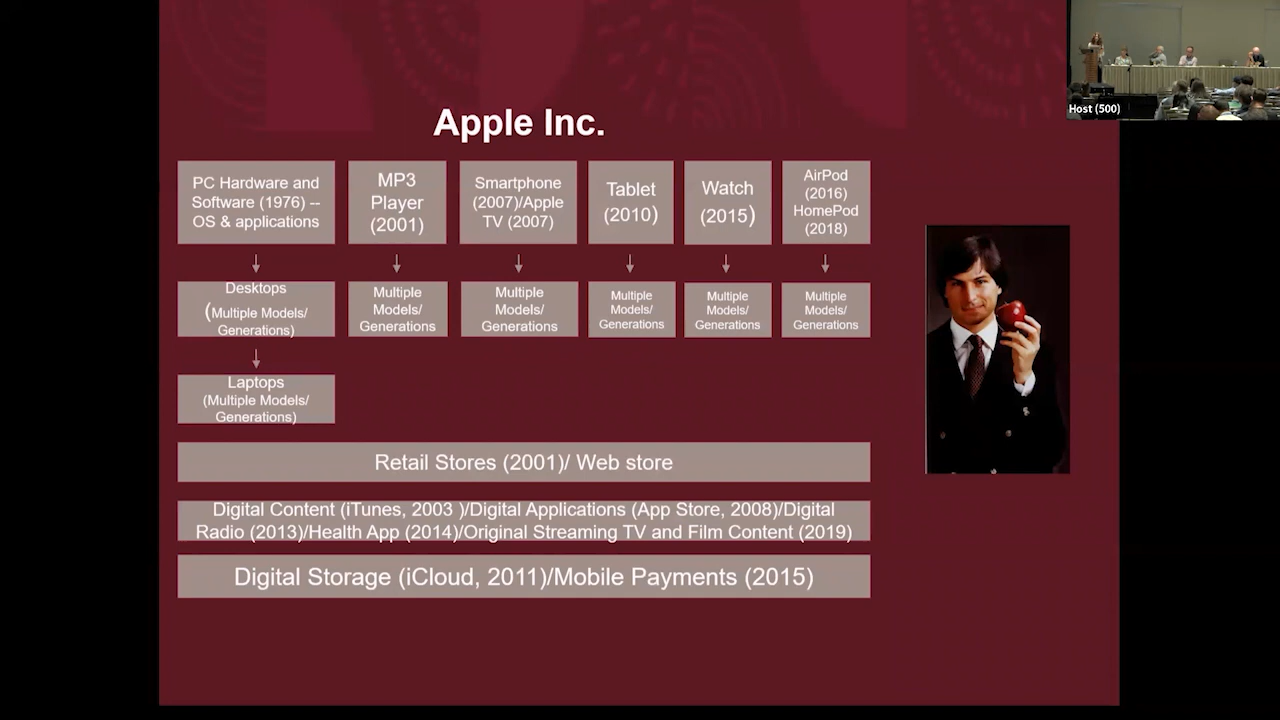 Host (500)
Apple Inc.
PC Hardware and
Software (1976) --
OS & applications
MP3
Player
(2001)
Smartphone
(2007)/Apple
TV (2007)
Tablet
(2010)
Watch
(2015)
AirPod
(2016)
HomePod
(2018)
Desktops
(Multiple Models/
Generations)
Multiple
Models/
Generations
Multiple
Models/
Generations
Multiple
Models/
Generations
Multiple
Models/
Generations
Multiple
Models/
Generations
Laptops
(Multiple Models/
Generations)
Retail Stores (2001)/ Web store
Digital Content (iTunes, 2003 )/Digital Applications (App Store, 2008)/Digital
Radio (2013)/Health App (2014)/Original Streaming TV and Film Content (2019)
Digital Storage (iCloud, 2011)/Mobile Payments (2015)